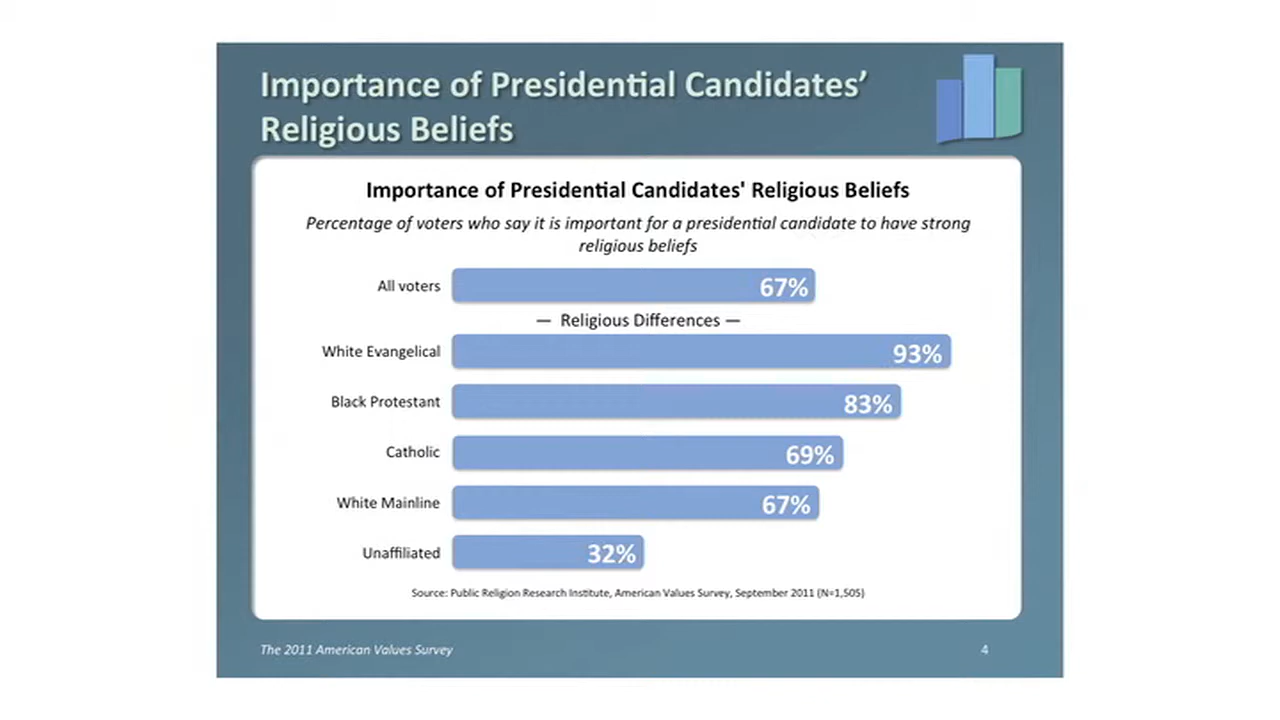 Importance of Presidential Candidates’
Religious Beliefs
Importance of Presidential Candidates' Religious Beliefs
Percentage of voters who say it is important for a presidential candidate to have strong
religious beliefs
All voters 67%
— Religious Differences —
White Evangelical 93%
Black Protestant 83%
Catholic 69%
White Mainline 67%
Unaffiliated 32%
Source: Public Religion Research Institute, American Values Survey, September 2011 (N=1,505)
The 2011 American Values Survey 4